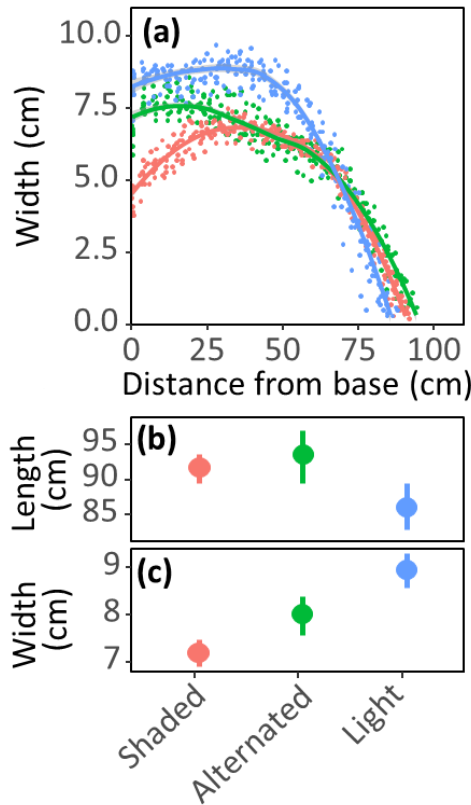 (a)
10.0
7.5
5.0
2.5
0.0
Width (cm)
0 25 50 75 100
Distance from base (cm)
(b)
95
90
85
Length
(cm)
(c)
9
8
7
Width
(cm)
Shaded
Alternated
Light